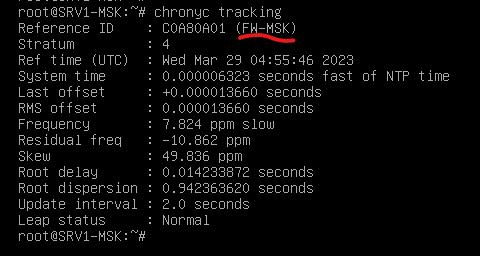 root@SRV1-MSK:~#
root@SRV1-MSK:~# chronyc tracking
Reference ID    : C0A80A01 (FW-MSK)
Stratum         : 4
Ref time (UTC)  : Wed Mar 29 04:55:46 2023
System time     : 0.000006323 seconds fast of NTP time
Last offset     : +0.000013660 seconds
RMS offset      : 0.000013660 seconds
Frequency       : 7.824 ppm slow
Residual freq   : -10.862 ppm
Skew            : 49.836 ppm
Root delay      : 0.014233872 seconds
Root dispersion : 0.942363620 seconds
Update interval : 2.0 seconds
Leap status     : Normal
root@SRV1-MSK:~#